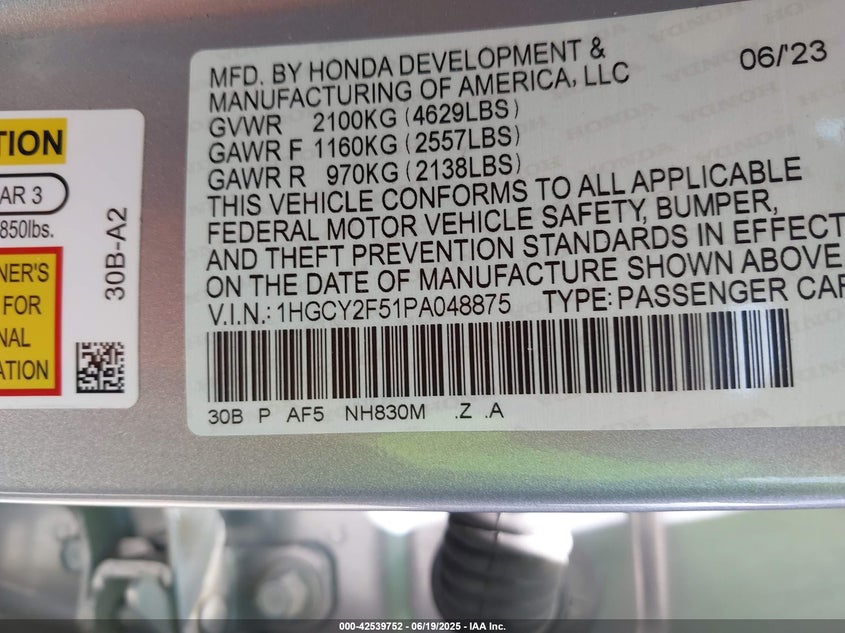 TION
AR 3
850lbs.
30B-A2
NER'S
FOR
NAL
ATION
MFD. BY HONDA DEVELOPMENT &
MANUFACTURING OF AMERICA, LLC
06/'23
GVWR 2100KG (4629LBS)
GAWR F 1160KG (2557LBS)
GAWR R 970KG (2138LBS)
THIS VEHICLE CONFORMS TO ALL APPLICABLE
FEDERAL MOTOR VEHICLE SAFETY, BUMPER,
AND THEFT PREVENTION STANDARDS IN EFFECT
ON THE DATE OF MANUFACTURE SHOWN ABOVE
V.I.N.: 1HGCY2F51PA048875 TYPE: PASSENGER CAR
30B P AF5 NH830M .Z .A
000-42539752 - 06/19/2025 - IAA Inc.